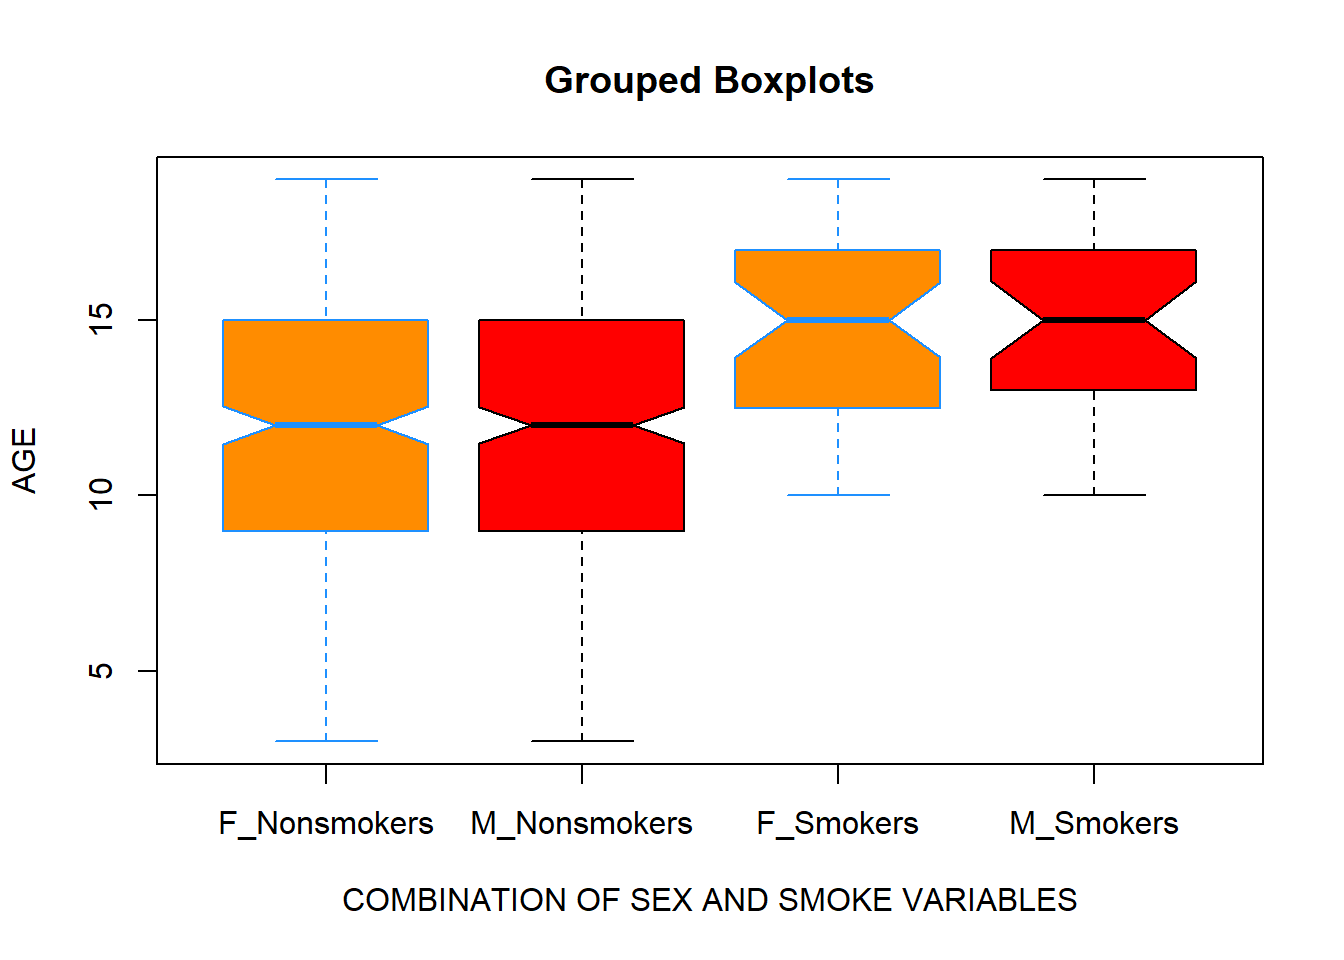 Grouped Boxplots
AGE
15
10
5
F_Nonsmokers M_Nonsmokers F_Smokers M_Smokers
COMBINATION OF SEX AND SMOKE VARIABLES